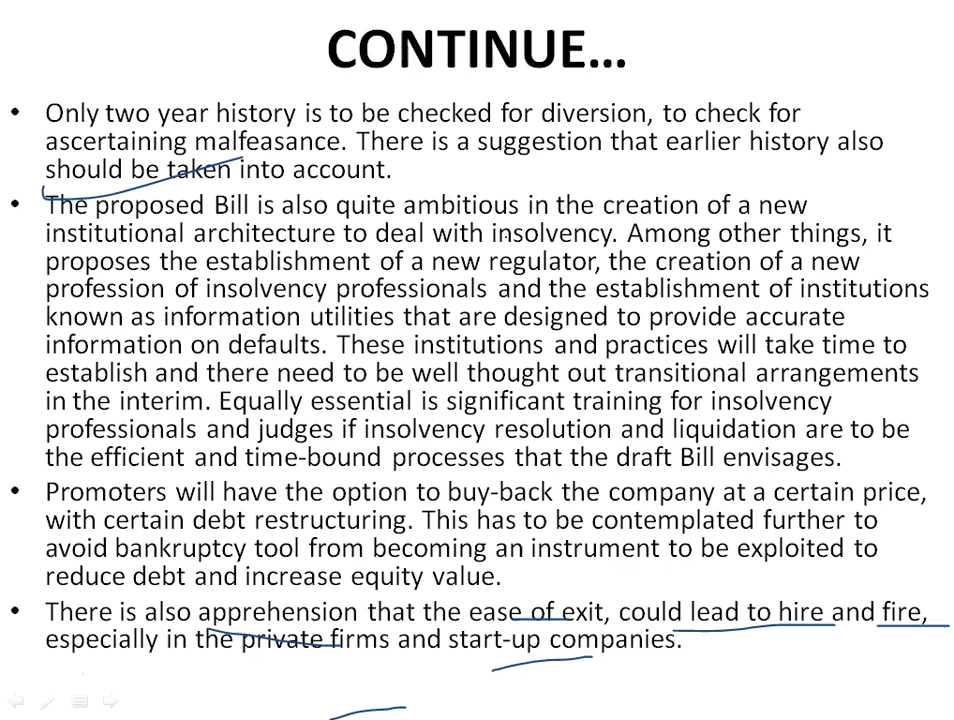 CONTINUE...
• Only two year history is to be checked for diversion, to check for
ascertaining malfeasance. There is a suggestion that earlier history also
should be taken into account.
• The proposed Bill is also quite ambitious in the creation of a new
institutional architecture to deal with insolvency. Among other things, it
proposes the establishment of a new regulator, the creation of a new
profession of insolvency professionals and the establishment of institutions
known as information utilities that are designed to provide accurate
information on defaults. These institutions and practices will take time to
establish and there need to be well thought out transitional arrangements
in the interim. Equally essential is significant training for insolvency
professionals and judges if insolvency resolution and liquidation are to be
the efficient and time-bound processes that the draft Bill envisages.
• Promoters will have the option to buy-back the company at a certain price,
with certain debt restructuring. This has to be contemplated further to
avoid bankruptcy tool from becoming an instrument to be exploited to
reduce debt and increase equity value.
• There is also apprehension that the ease of exit, could lead to hire and fire,
especially in the private firms and start-up companies.